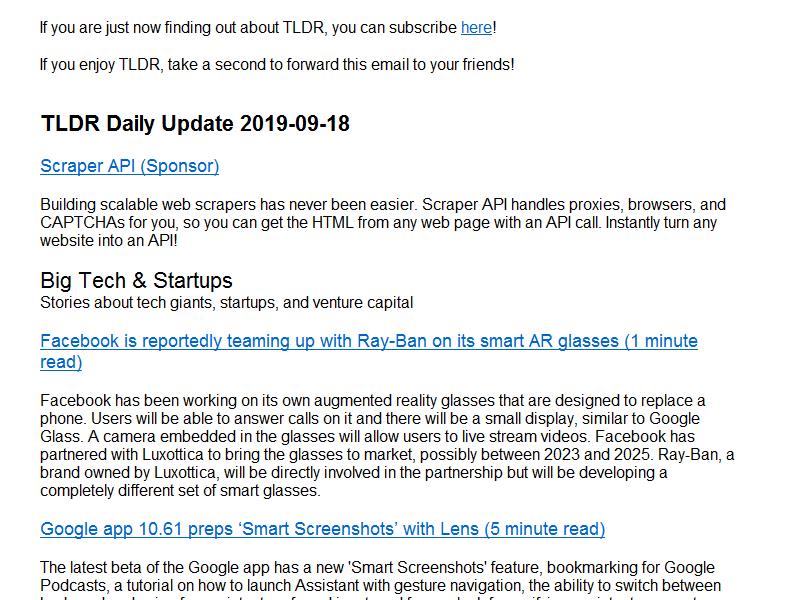 If you are just now finding out about TLDR, you can subscribe here!
If you enjoy TLDR, take a second to forward this email to your friends!
TLDR Daily Update 2019-09-18
Scraper API (Sponsor)
Building scalable web scrapers has never been easier. Scraper API handles proxies, browsers, and
CAPTCHAs for you, so you can get the HTML from any web page with an API call. Instantly turn any
website into an API!
Big Tech & Startups
Stories about tech giants, startups, and venture capital
Facebook is reportedly teaming up with Ray-Ban on its smart AR glasses (1 minute
read)
Facebook has been working on its own augmented reality glasses that are designed to replace a
phone. Users will be able to answer calls on it and there will be a small display, similar to Google
Glass. A camera embedded in the glasses will allow users to live stream videos. Facebook has
partnered with Luxottica to bring the glasses to market, possibly between 2023 and 2025. Ray-Ban, a
brand owned by Luxottica, will be directly involved in the partnership but will be developing a
completely different set of smart glasses.
Google app 10.61 preps ‘Smart Screenshots’ with Lens (5 minute read)
The latest beta of the Google app has a new 'Smart Screenshots' feature, bookmarking for Google
Podcasts, a tutorial on how to launch Assistant with gesture navigation, the ability to switch between